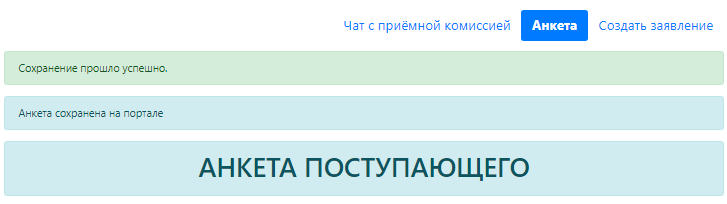 Чат с приёмной комиссией Анкета Создать заявление
Сохранение прошло успешно.
Анкета сохранена на портале
АНКЕТА ПОСТУПАЮЩЕГО